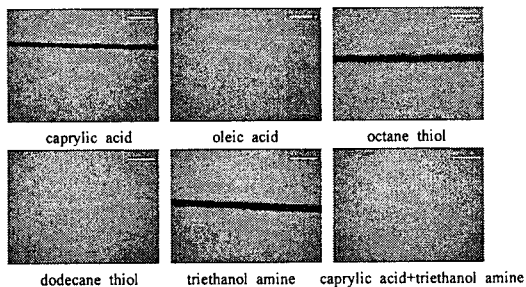 caprylic acid oleic acid octane thiol
dodecane thiol triethanol amine caprylic acid+triethanol amine